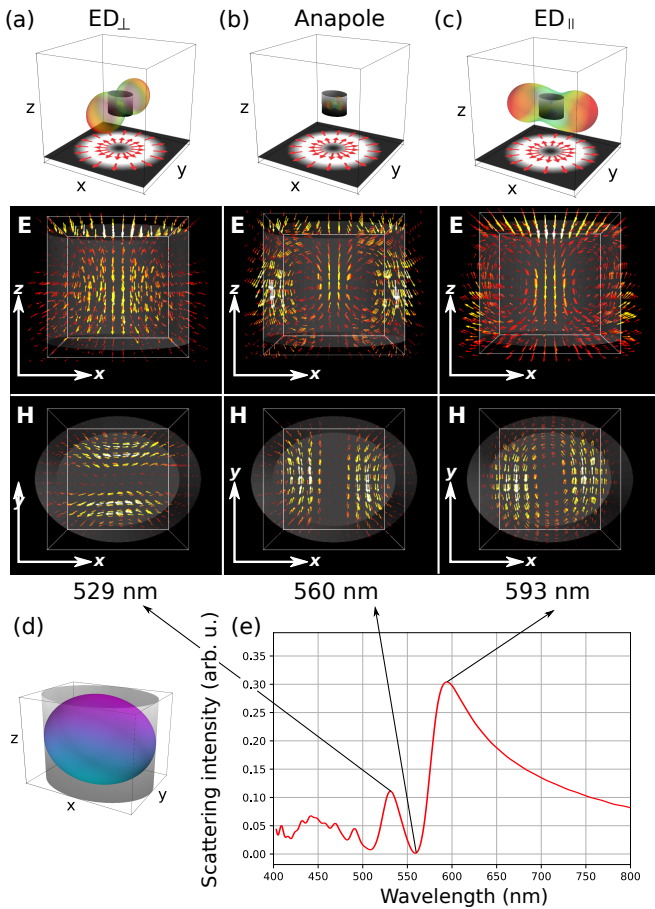 (a) ED⊥ (b) Anapole (c) ED∥
z x y z x y z x y
E z x E z x E z x
H y x H y x H y x
529 nm 560 nm 593 nm
(d) (e)
z x y
Scattering intensity (arb. u.)
0.35
0.30
0.25
0.20
0.15
0.10
0.05
0.00
400 450 500 550 600 650 700 750 800
Wavelength (nm)